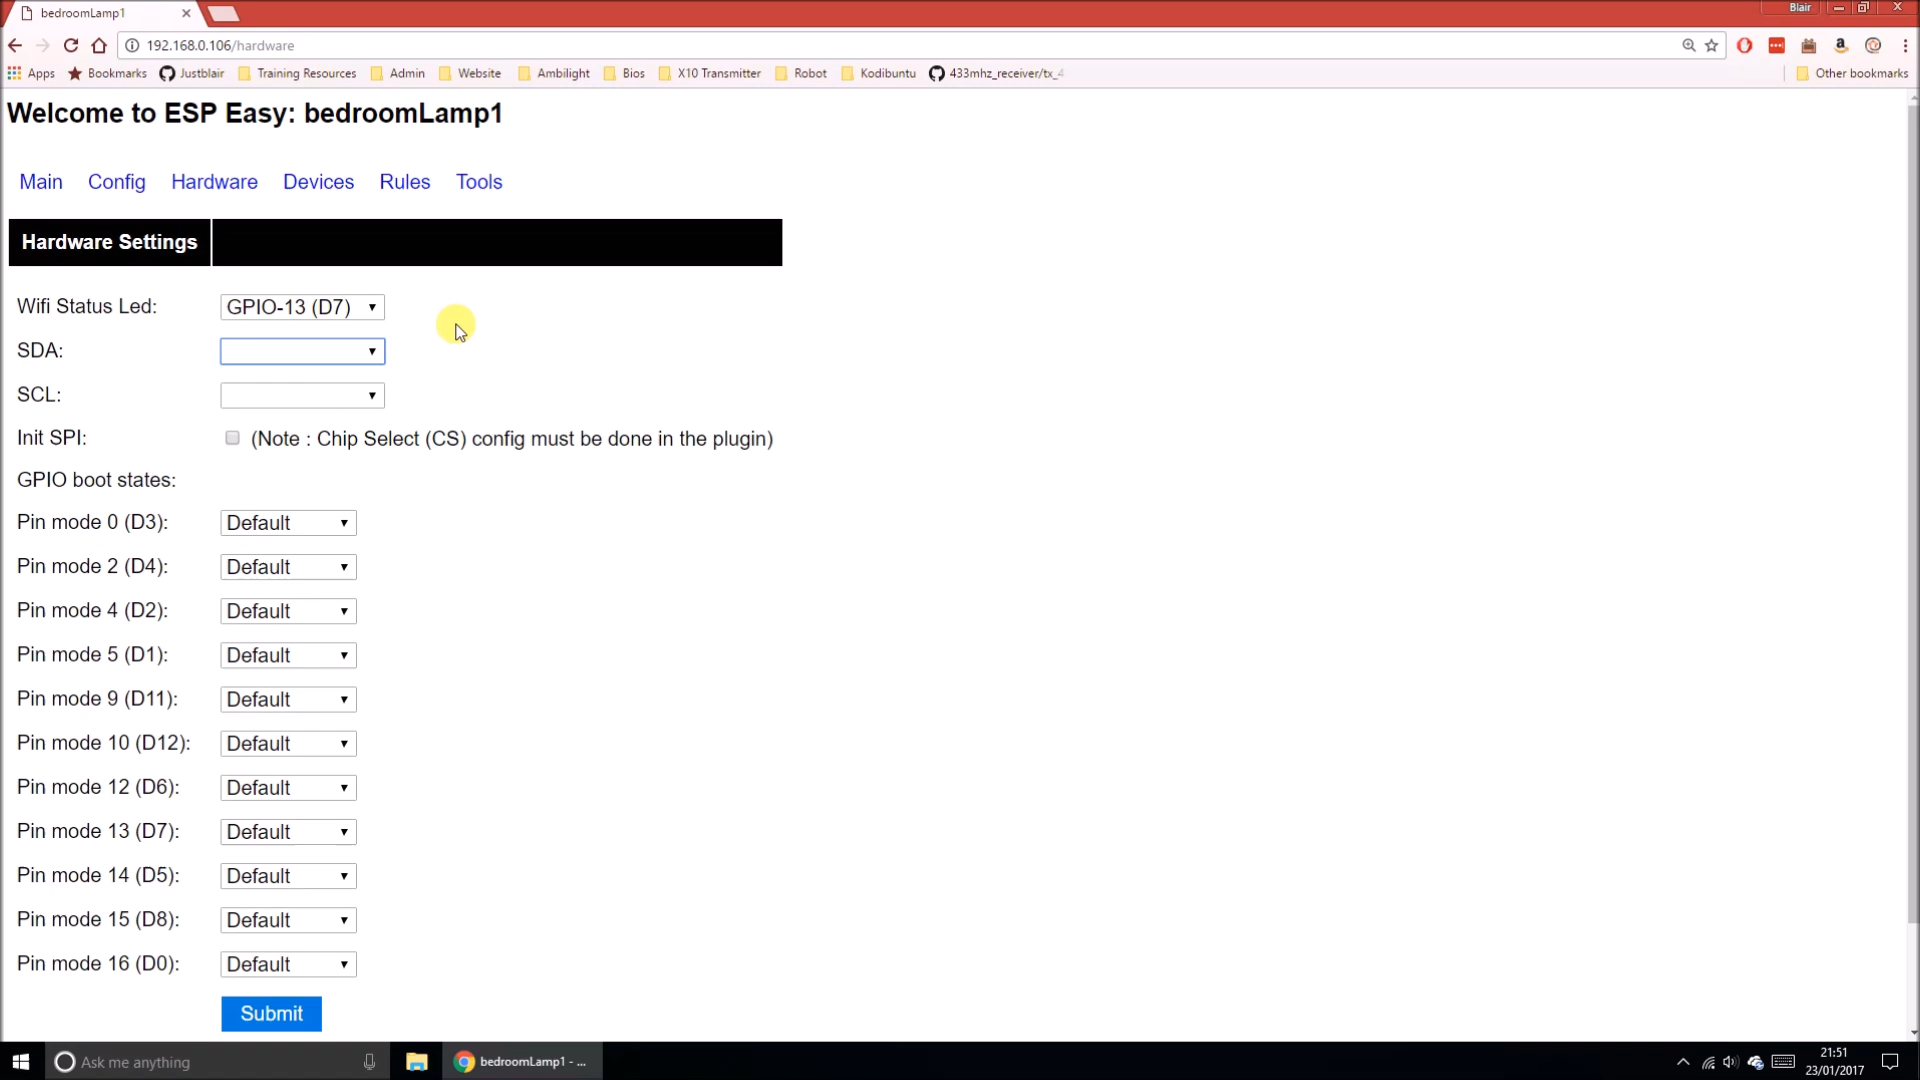 bedroomLamp1
Blair
192.168.0.106/hardware
Apps Bookmarks Justblair Training Resources Admin Website Ambilight Bios X10 Transmitter Robot Kodibuntu 433mhz_receiver/tx_4 Other bookmarks
Welcome to ESP Easy: bedroomLamp1
Main Config Hardware Devices Rules Tools
Hardware Settings
Wifi Status Led: GPIO-13 (D7)
SDA:
SCL:
Init SPI: (Note : Chip Select (CS) config must be done in the plugin)
GPIO boot states:
Pin mode 0 (D3): Default
Pin mode 2 (D4): Default
Pin mode 4 (D2): Default
Pin mode 5 (D1): Default
Pin mode 9 (D11): Default
Pin mode 10 (D12): Default
Pin mode 12 (D6): Default
Pin mode 13 (D7): Default
Pin mode 14 (D5): Default
Pin mode 15 (D8): Default
Pin mode 16 (D0): Default
Submit
Ask me anything
bedroomLamp1 - ...
21:51
23/01/2017